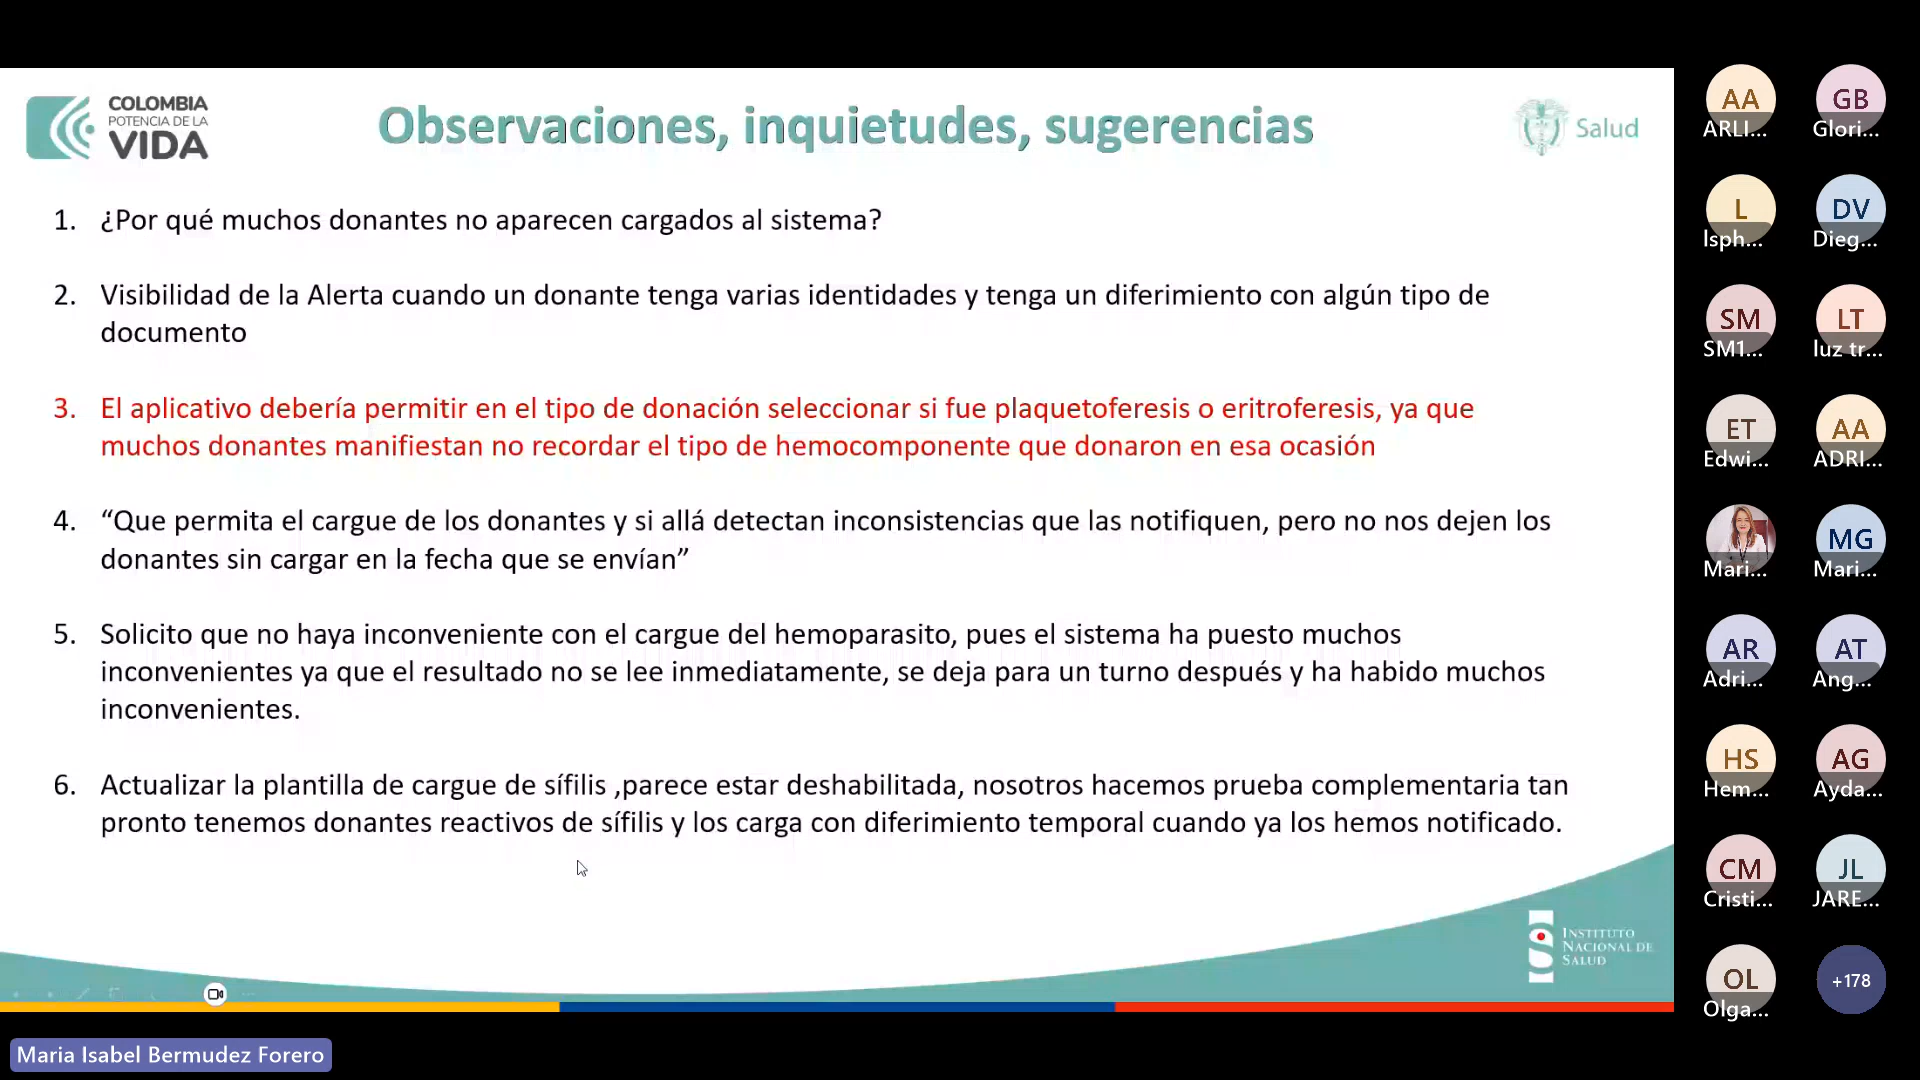 COLOMBIA
POTENCIA DE LA
VIDA
Observaciones, inquietudes, sugerencias
Salud
1. ¿Por qué muchos donantes no aparecen cargados al sistema?
2. Visibilidad de la Alerta cuando un donante tenga varias identidades y tenga un diferimiento con algún tipo de
documento
3. El aplicativo debería permitir en el tipo de donación seleccionar si fue plaquetoferesis o eritroferesis, ya que
muchos donantes manifiestan no recordar el tipo de hemocomponente que donaron en esa ocasión
4. “Que permita el cargue de los donantes y si allá detectan inconsistencias que las notifiquen, pero no nos dejen los
donantes sin cargar en la fecha que se envían”
5. Solicito que no haya inconveniente con el cargue del hemoparasito, pues el sistema ha puesto muchos
inconvenientes ya que el resultado no se lee inmediatamente, se deja para un turno después y ha habido muchos
inconvenientes.
6. Actualizar la plantilla de cargue de sífilis ,parece estar deshabilitada, nosotros hacemos prueba complementaria tan
pronto tenemos donantes reactivos de sífilis y los carga con diferimiento temporal cuando ya los hemos notificado.
INSTITUTO
NACIONAL DE
SALUD
Maria Isabel Bermudez Forero
AA GB
ARLI... Glori...
L DV
lsph... Dieg...
SM LT
SM1... luz tr...
ET AA
Edwi... ADRI...
MG
Mari... Mari...
AR AT
Adri... Ang...
HS AG
Hem... Ayda...
CM JL
Cristi... JARE...
OL +178
Olga...